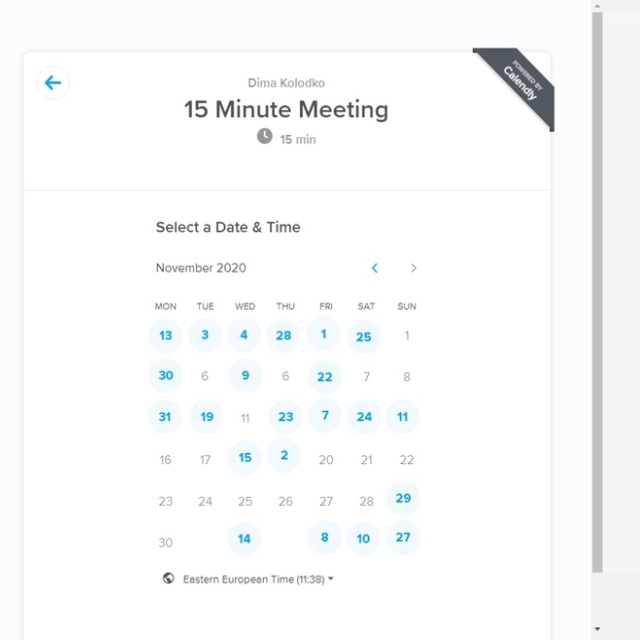 POWERED BY
Calendly
Dima Kolodko
15 Minute Meeting
15 min
Select a Date & Time
November 2020
MON TUE WED THU FRI SAT SUN
13 3 4 28 1 25 1
30 6 9 6 22 7 8
31 19 11 23 7 24 11
16 17 15 2 20 21 22
23 24 25 26 27 28 29
30 14 8 10 27
Eastern European Time (11:38)